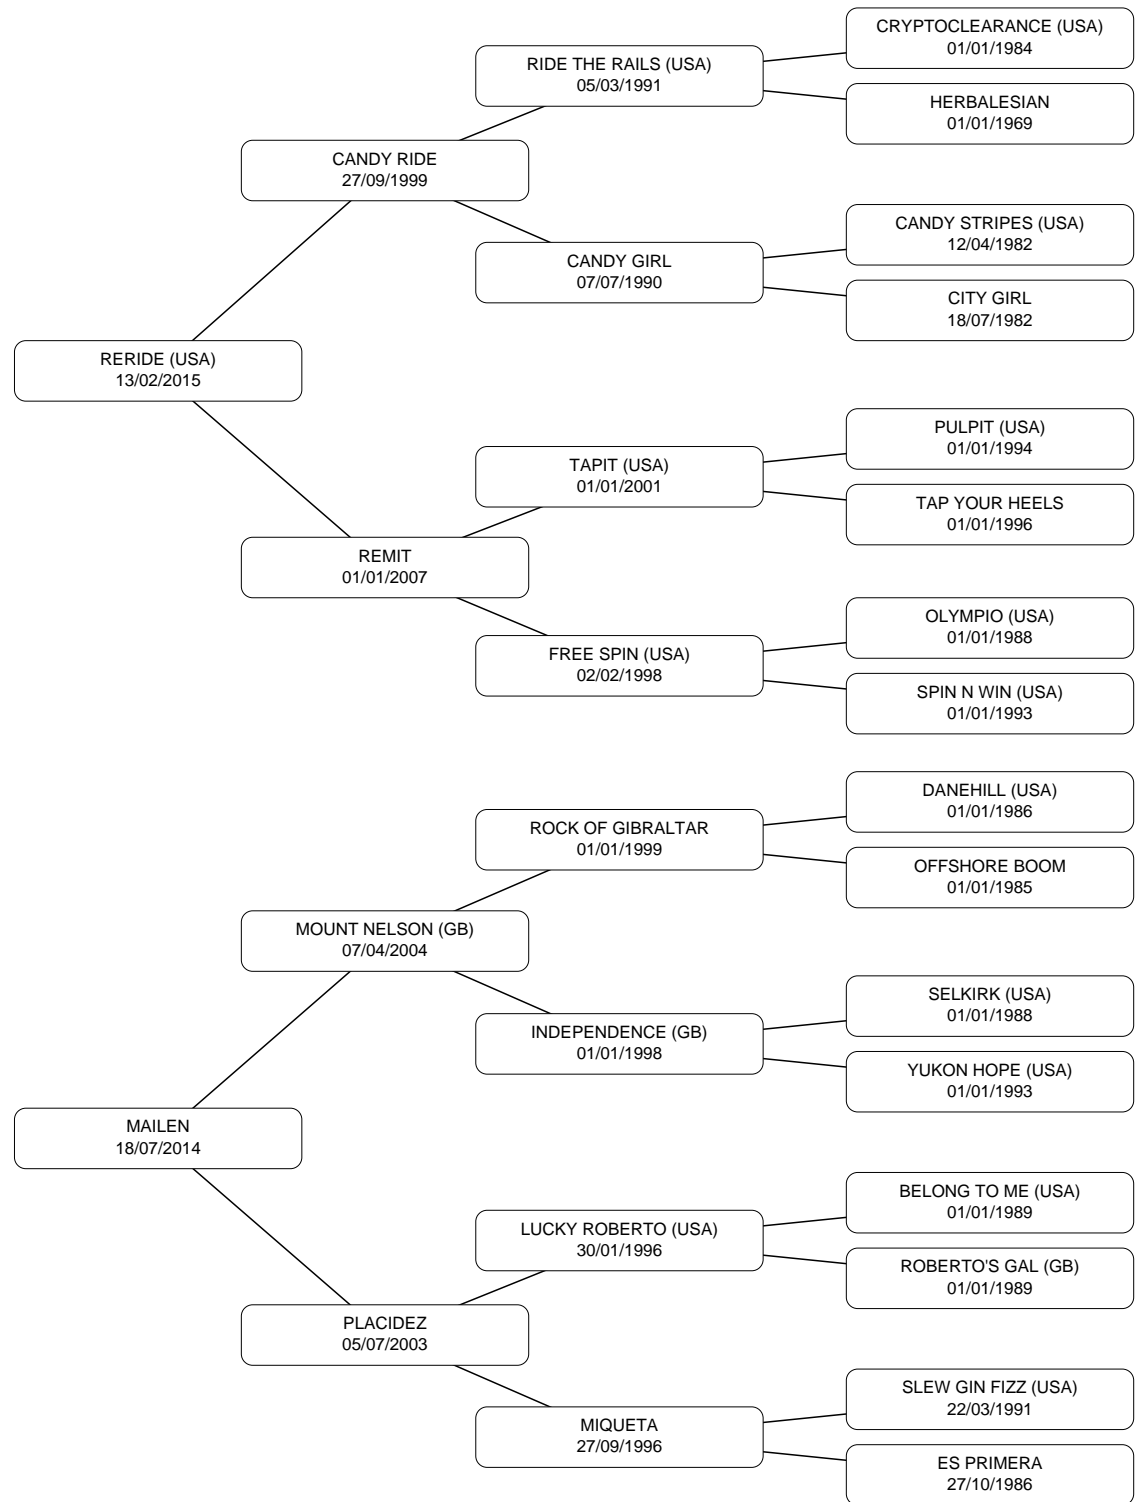 CRYPTOCLEARANCE (USA)
01/01/1984
RIDE THE RAILS (USA)
05/03/1991
HERBALESIAN
01/01/1969
CANDY RIDE
27/09/1999
CANDY STRIPES (USA)
12/04/1982
CANDY GIRL
07/07/1990
CITY GIRL
18/07/1982
RERIDE (USA)
13/02/2015
PULPIT (USA)
01/01/1994
TAPIT (USA)
01/01/2001
TAP YOUR HEELS
01/01/1996
REMIT
01/01/2007
OLYMPIO (USA)
01/01/1988
FREE SPIN (USA)
02/02/1998
SPIN N WIN (USA)
01/01/1993
DANEHILL (USA)
01/01/1986
ROCK OF GIBRALTAR
01/01/1999
OFFSHORE BOOM
01/01/1985
MOUNT NELSON (GB)
07/04/2004
SELKIRK (USA)
01/01/1988
INDEPENDENCE (GB)
01/01/1998
YUKON HOPE (USA)
01/01/1993
MAILEN
18/07/2014
BELONG TO ME (USA)
01/01/1989
LUCKY ROBERTO (USA)
30/01/1996
ROBERTO'S GAL (GB)
01/01/1989
PLACIDEZ
05/07/2003
SLEW GIN FIZZ (USA)
22/03/1991
MIQUETA
27/09/1996
ES PRIMERA
27/10/1986